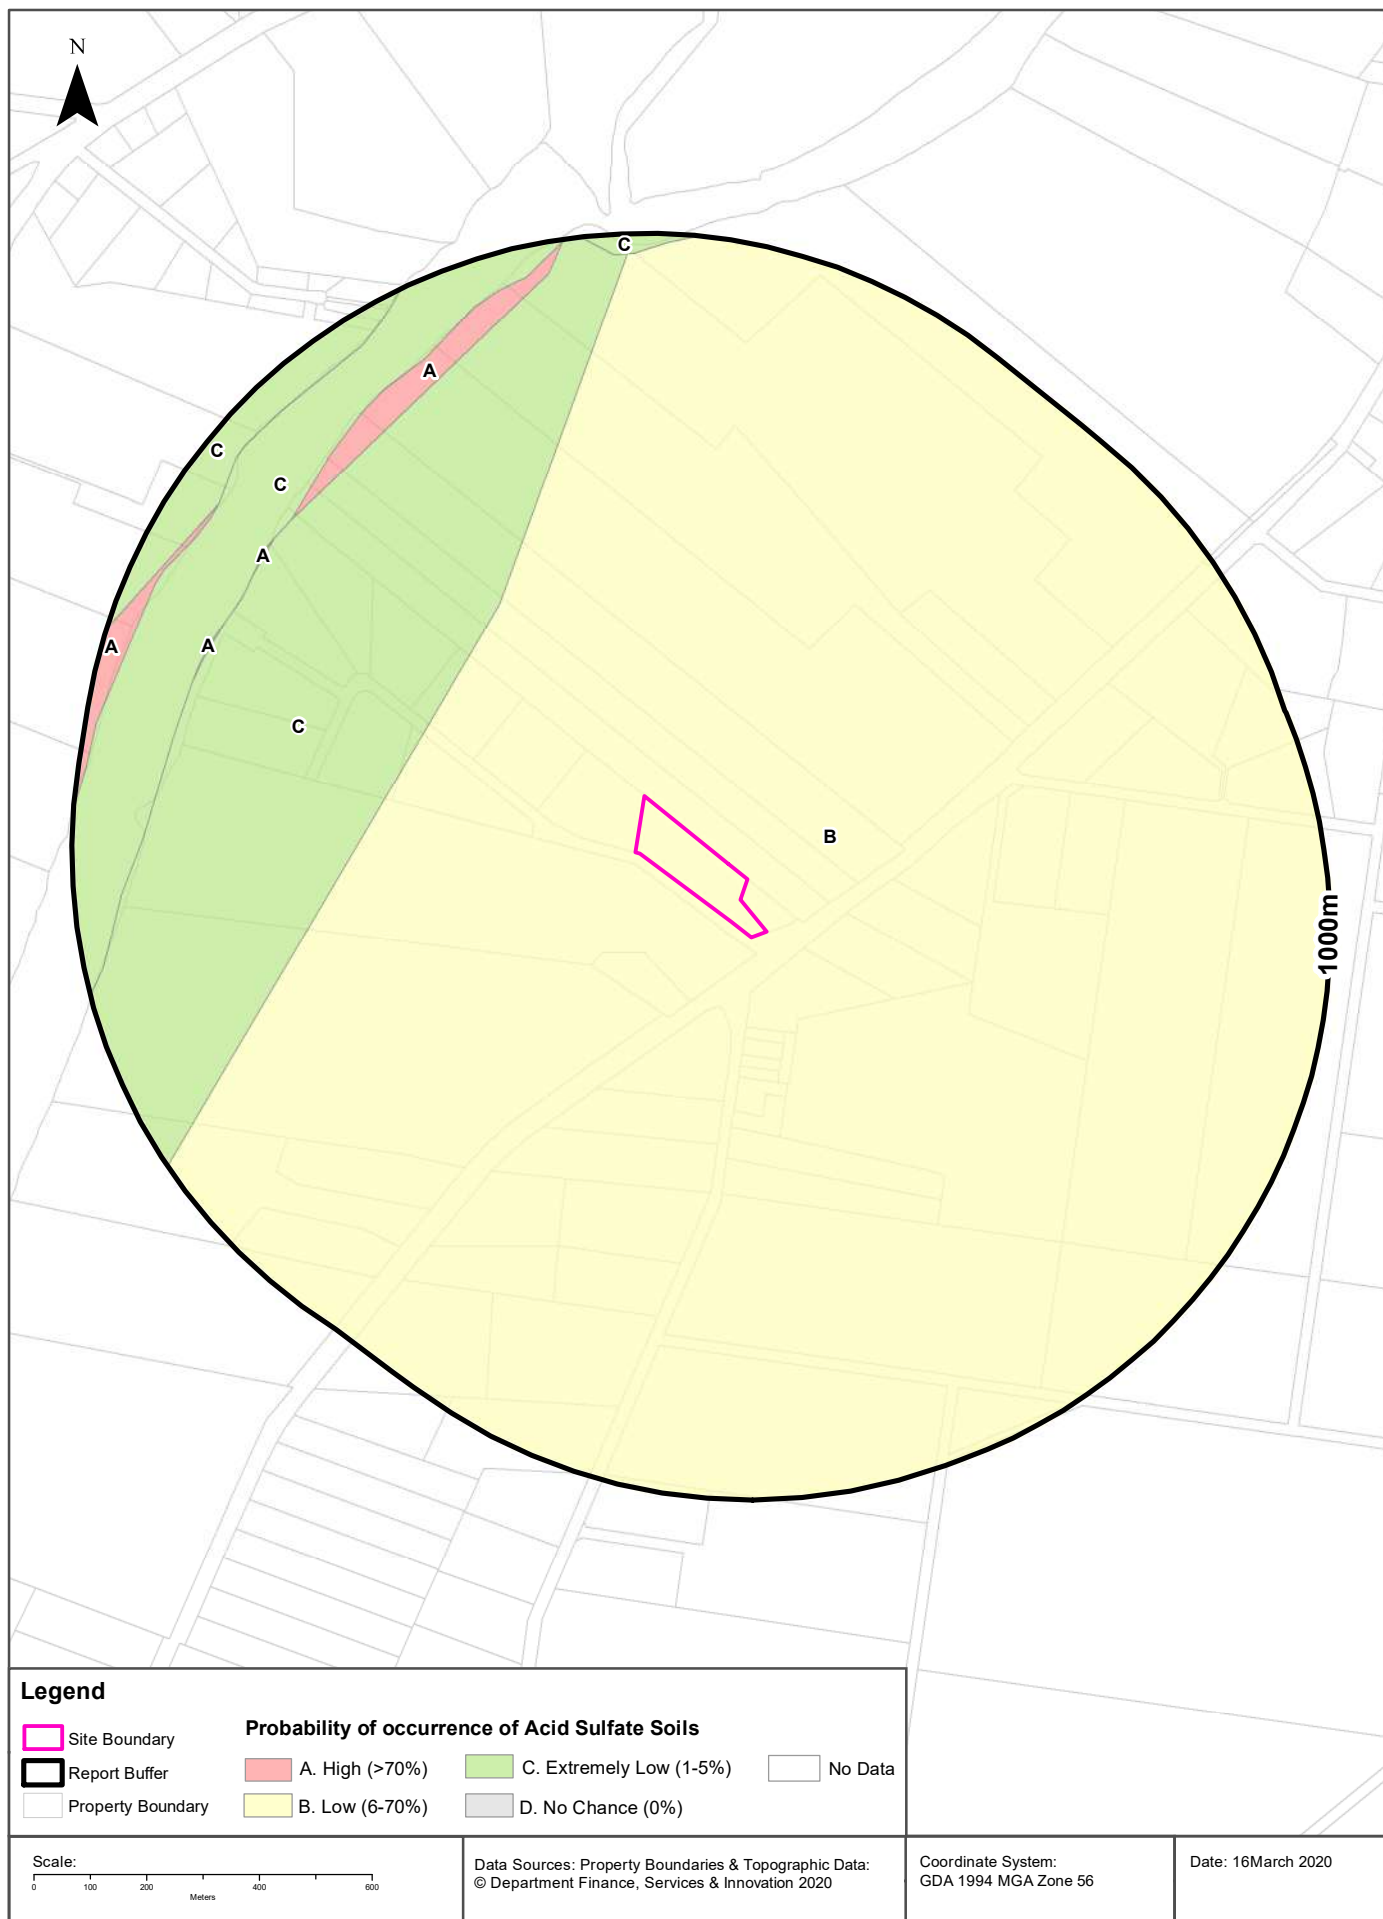 N
C
A
C
C
A
A
A
C
B
1000m
Legend
Site Boundary
Report Buffer
Property Boundary
Probability of occurrence of Acid Sulfate Soils
A. High (>70%)
C. Extremely Low (1-5%)
No Data
B. Low (6-70%)
D. No Chance (0%)
Scale:
0 100 200 400 600
Meters
Data Sources: Property Boundaries & Topographic Data:
© Department Finance, Services & Innovation 2020
Coordinate System:
GDA 1994 MGA Zone 56
Date: 16March 2020